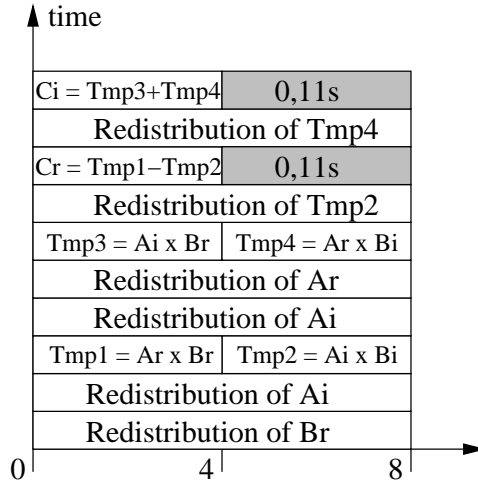 time
Ci = Tmp3+Tmp4 0,11s
Redistribution of Tmp4
Cr = Tmp1−Tmp2 0,11s
Redistribution of Tmp2
Tmp3 = Ai x Br Tmp4 = Ar x Bi
Redistribution of Ar
Redistribution of Ai
Tmp1 = Ar x Br Tmp2 = Ai x Bi
Redistribution of Ai
Redistribution of Br
0 4 8